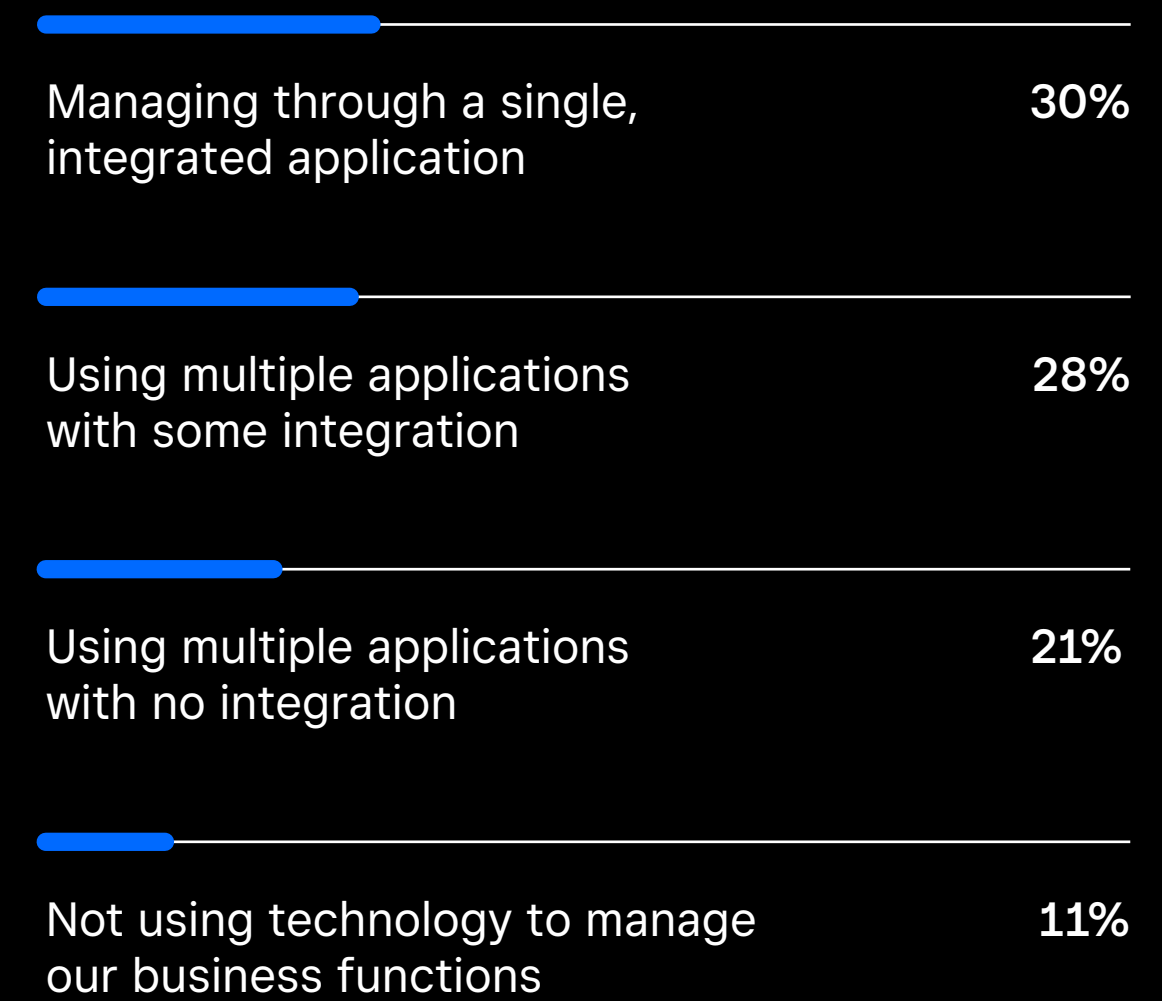 Managing through a single, 30%
integrated application
Using multiple applications 28%
with some integration
Using multiple applications 21%
with no integration
Not using technology to manage 11%
our business functions